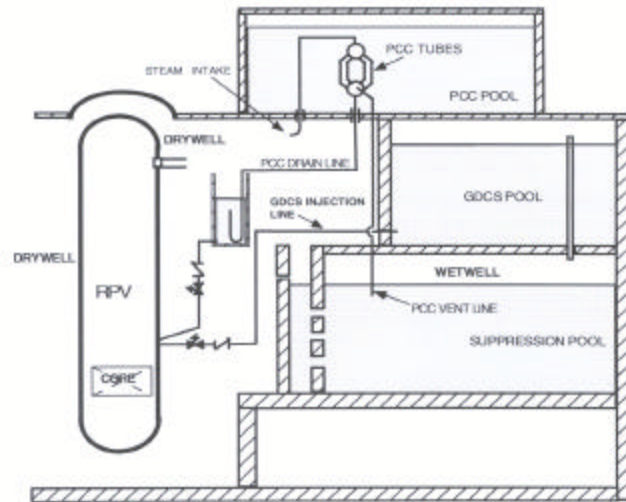 PCC TUBES
STEAM INTAKE
PCC POOL
DRYWELL
PCC DRAIN LINE
GDCS POOL
GDCS INJECTION
LINE
DRYWELL
WETWELL
RPV
PCC VENT LINE
SUPPRESSION POOL
CORE